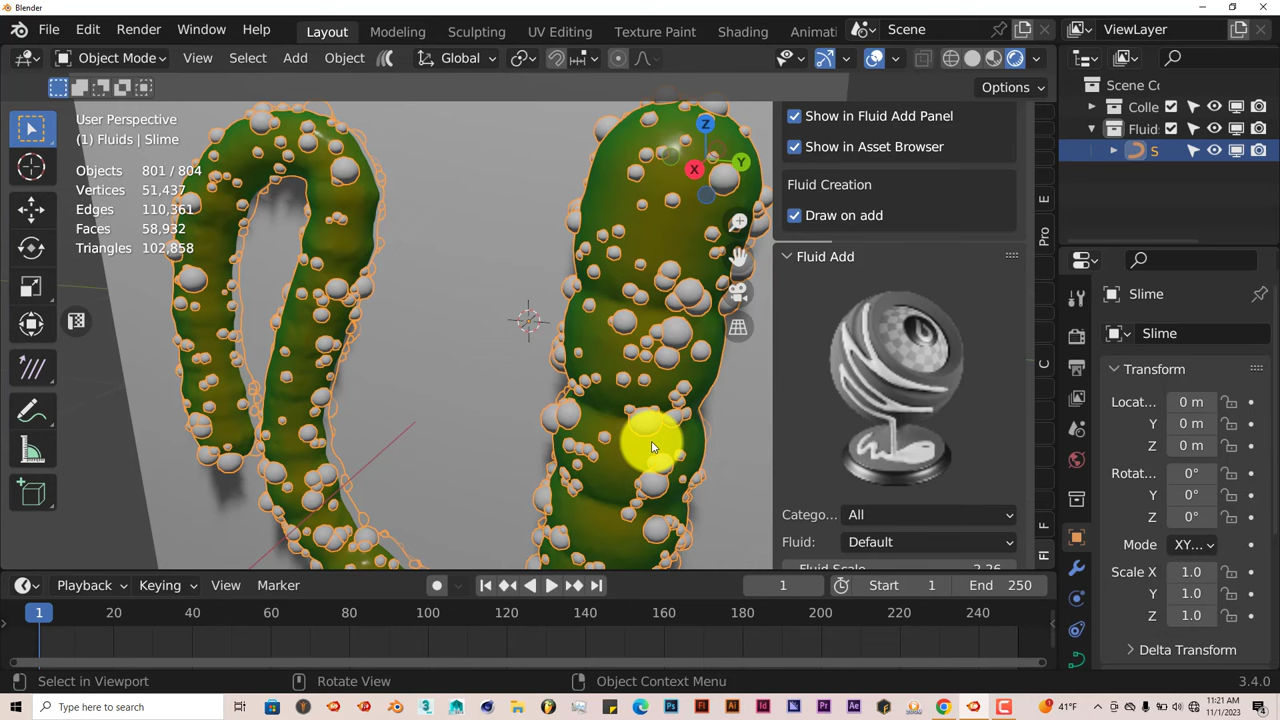 Blender
File Edit Render Window Help Layout Modeling Sculpting UV Editing Texture Paint Shading Scene ViewLayer
Object Mode View Select Add Object Global
Options
User Perspective
(1) Fluids | Slime
Objects 801 / 804
Vertices 51,437
Edges 110,361
Faces 58,932
Triangles 102,858
Z
Y
X
Show in Fluid Add Panel
Show in Asset Browser
Fluid Creation
Draw on add
Fluid Add
Catego... All
Fluid: Default
Fluid Scale 2.26
E
Pro
C
F
FI
Scene Co
Colle
Fluid
S
Slime
Slime
Transform
Locat... 0 m
Y 0 m
Z 0 m
Rotat... 0°
Y 0°
Z 0°
Mode XY...
Scale X 1.0
Y 1.0
Z 1.0
Delta Transform
Playback Keying View Marker 1 Start 1 End 250
1 20 40 60 80 100 120 140 160 180 200 220 240
Select in Viewport Rotate View Object Context Menu 3.4.0
Type here to search
41°F
11:21 AM
11/1/2023